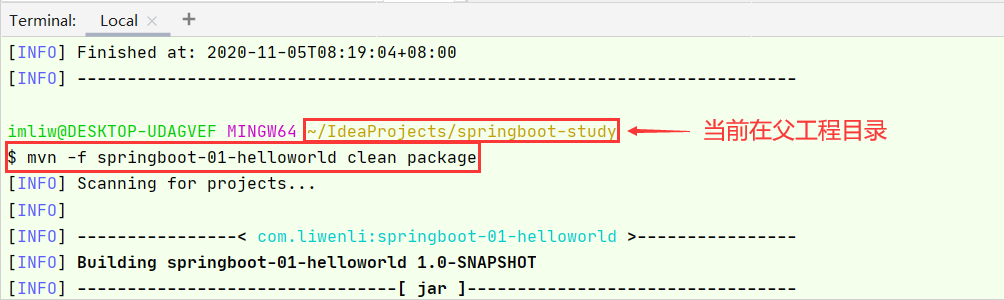 Terminal: Local × +
[INFO] Finished at: 2020-11-05T08:19:04+08:00
[INFO] ------------------------------------------------------------------------
imliw@DESKTOP-UDAGVEF MINGW64 ~/IdeaProjects/springboot-study 当前在父工程目录
$ mvn -f springboot-01-helloworld clean package
[INFO] Scanning for projects...
[INFO]
[INFO] ----------------< com.liwenli:springboot-01-helloworld >----------------
[INFO] Building springboot-01-helloworld 1.0-SNAPSHOT
[INFO] --------------------------------[ jar ]---------------------------------